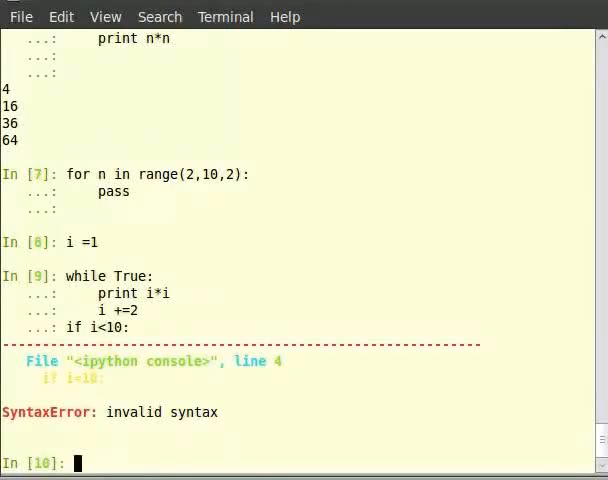 File Edit View Search Terminal Help
...: print n*n
...:
...:
4
16
36
64
In [7]: for n in range(2,10,2):
...: pass
...:
In [8]: i =1
In [9]: while True:
...: print i*i
...: i +=2
...: if i<10:
File "<ipython console>", line 4
if i<10:
SyntaxError: invalid syntax
In [10]: